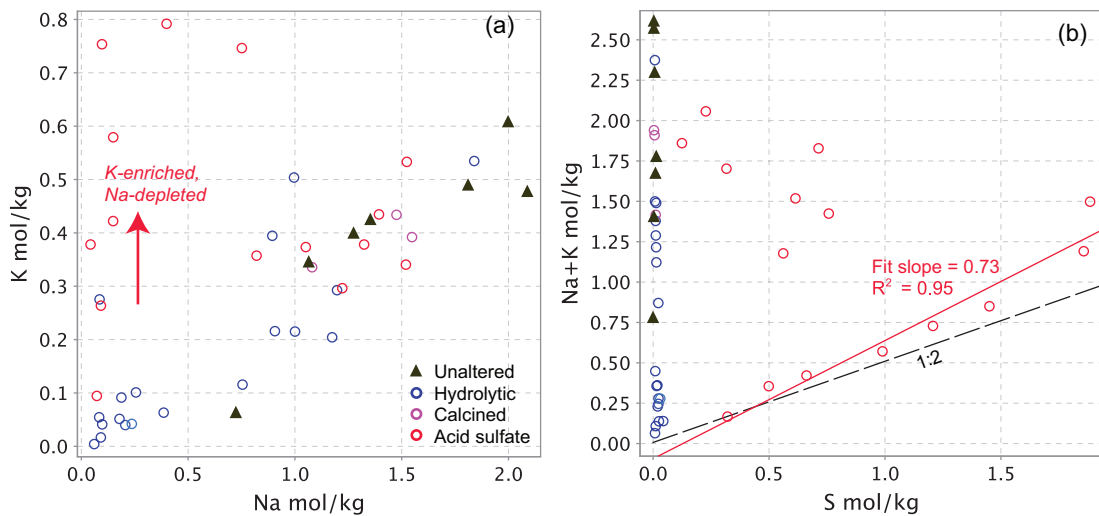 (a)
0.8
0.7
0.6
0.5
0.4
0.3
0.2
0.1
0.0
K mol/kg
K-enriched,
Na-depleted
Unaltered
Hydrolytic
Calcined
Acid sulfate
0.0 0.5 1.0 1.5 2.0
Na mol/kg
(b)
2.50
2.25
2.00
1.75
1.50
1.25
1.00
0.75
0.50
0.25
0.00
Na+K mol/kg
Fit slope = 0.73
R² = 0.95
1:2
0.0 0.5 1.0 1.5
S mol/kg